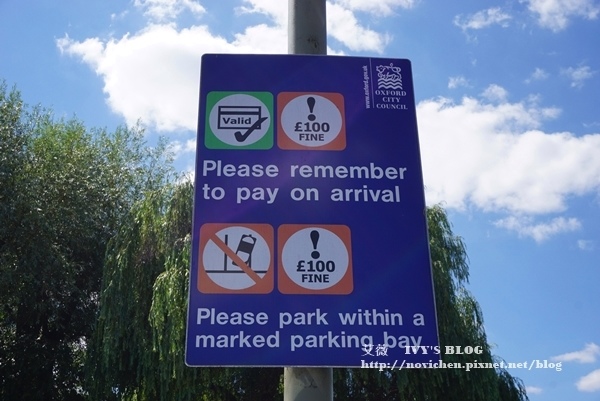 www.oxford.gov.uk
OXFORD
CITY
COUNCIL
Valid
£100
FINE
Please remember
to pay on arrival
£100
FINE
Please park within a
marked parking bay
艾薇 IVY'S BLOG
http://novichen.pixnet.net/blog